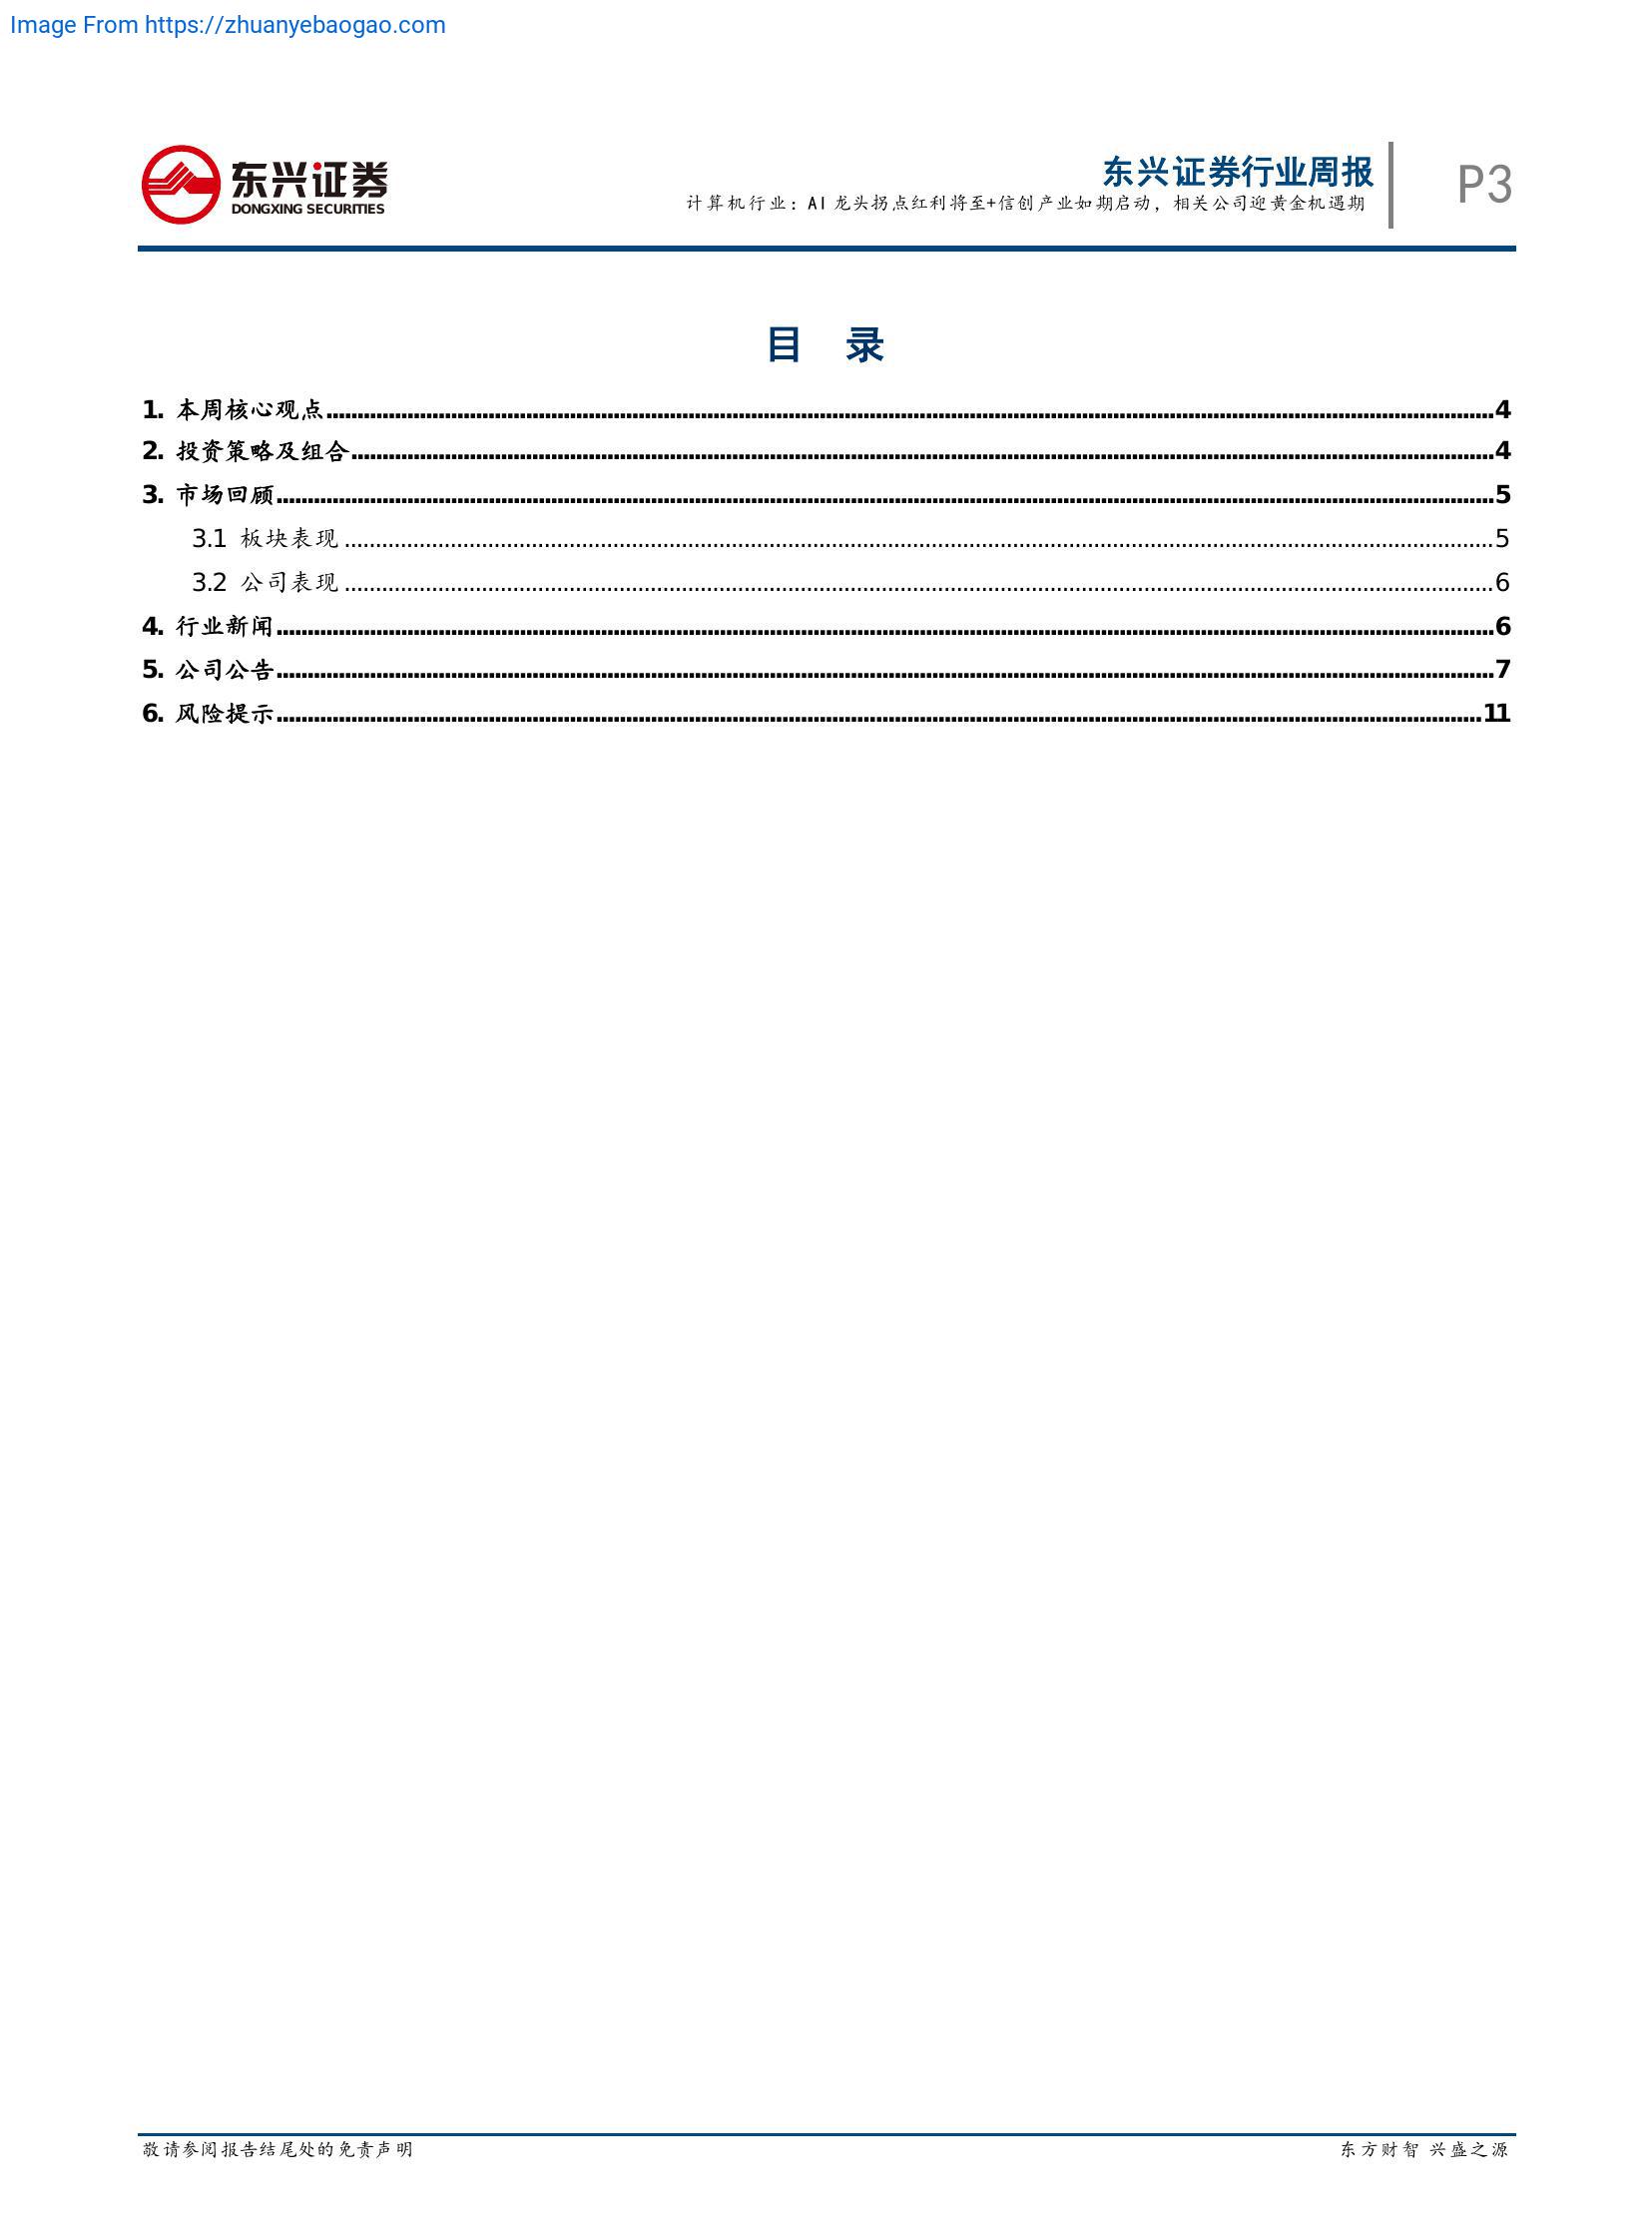 Image From https://zhuanyebaogao.com
东兴证券
DONGXING SECURITIES
东兴证券行业周报
计算机行业：AI 龙头拐点红利将至+信创产业如期启动，相关公司迎黄金机遇期
P3
目 录
1. 本周核心观点................................4
2. 投资策略及组合................................4
3. 市场回顾................................5
3.1 板块表现................................5
3.2 公司表现................................6
4. 行业新闻................................6
5. 公司公告................................7
6. 风险提示................................11
敬请参阅报告结尾处的免责声明
东方财智 兴盛之源